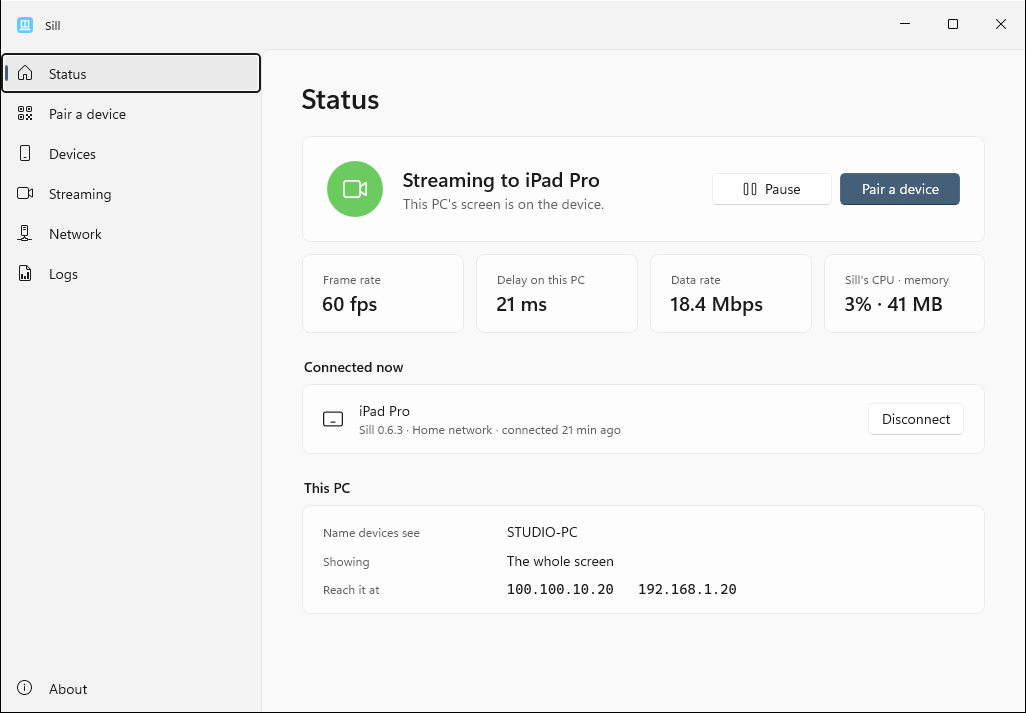 Sill
Status
Pair a device
Devices
Streaming
Network
Logs
About
Status
Streaming to iPad Pro
This PC's screen is on the device.
Pause
Pair a device
Frame rate
60 fps
Delay on this PC
21 ms
Data rate
18.4 Mbps
Sill's CPU · memory
3% · 41 MB
Connected now
iPad Pro
Sill 0.6.3 · Home network · connected 21 min ago
Disconnect
This PC
Name devices see STUDIO-PC
Showing The whole screen
Reach it at 100.100.10.20 192.168.1.20